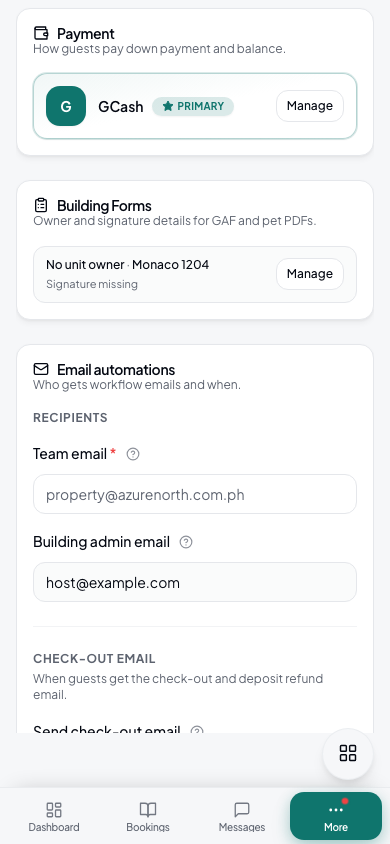 Payment
How guests pay down payment and balance.
G
GCash
PRIMARY
Manage
Building Forms
Owner and signature details for GAF and pet PDFs.
No unit owner · Monaco 1204
Signature missing
Manage
Email automations
Who gets workflow emails and when.
RECIPIENTS
Team email *
property@azurenorth.com.ph
Building admin email
host@example.com
CHECK-OUT EMAIL
When guests get the check-out and deposit refund
email.
Send check-out email
Dashboard
Bookings
Messages
More